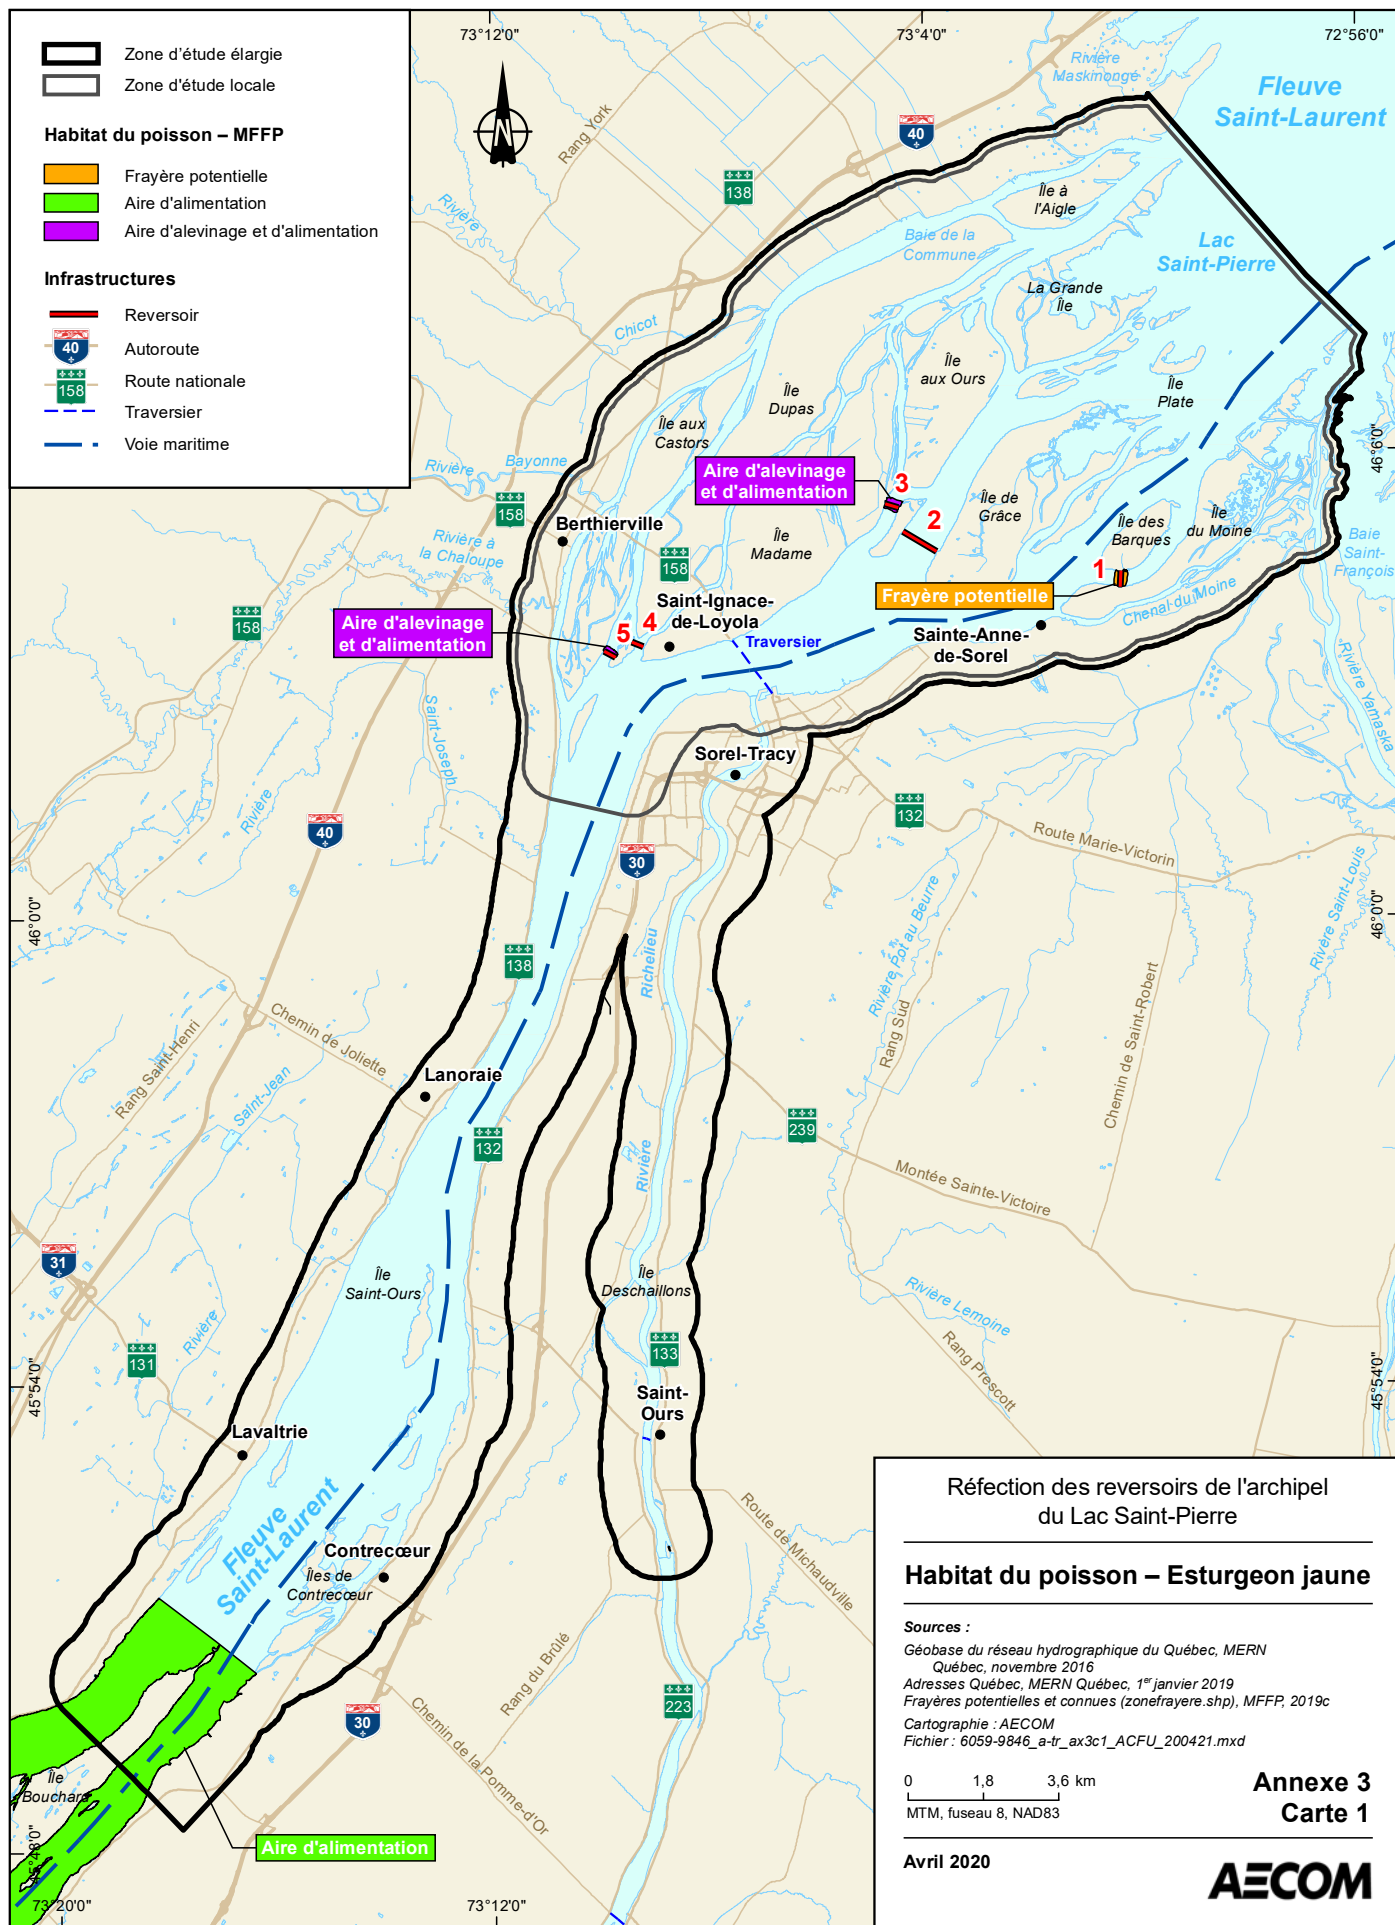 Zone d'étude élargie
Zone d'étude locale
Habitat du poisson – MFFP
Frayère potentielle
Aire d'alimentation
Aire d'alevinage et d'alimentation
Infrastructures
Reversoir
40
Autoroute
158
Route nationale
Traversier
Voie maritime
73°12'0"
73°4'0"
72°56'0"
N
Rang York
Rivière
Maskinongé
Fleuve
Saint-Laurent
40
138
Rivière
Île à
l'Aigle
Baie de la
Commune
Lac
Saint-Pierre
La Grande
Île
Chicot
Île
aux Ours
Île
Dupas
Île
Plate
Île aux
Castors
46°6'0"
Rivière
Bayonne
Aire d'alevinage
et d'alimentation
3
158
Berthierville
2
Île de
Grâce
Île des
Barques
Île
du Moine
Île
Madame
Rivière à
la Chaloupe
Baie
Saint-
François
158
1
Frayère potentielle
Chenal du Moine
158
Saint-Ignace-
de-Loyola
Aire d'alevinage
et d'alimentation
5
4
Traversier
Sainte-Anne-
de-Sorel
Rivière Yamaska
Saint-Joseph
Sorel-Tracy
Rivière
40
132
Route Marie-Victorin
30
Rivière Saint-Louis
Rivière Pot au Beurre
46°0'0"
46°0'0"
138
Richelieu
Rang Sud
Chemin de Saint-Robert
Chemin de Joliette
Rang Saint-Henri
Saint-Jean
Lanoraie
132
239
Rivière
Montée Sainte-Victoire
31
Île
Saint-Ours
Île
Deschaillons
Rivière Lemoine
Rivière
131
133
Rang Prescott
45°54'0"
45°54'0"
Saint-
Ours
Lavaltrie
Fleuve
Saint-Laurent
Route de Michaudville
Contrecœur
Îles de
Contrecœur
Rang du Brûlé
223
30
Chemin de la Pomme-d'Or
Île
Bouchard
Aire d'alimentation
45°48'0"
73°20'0"
73°12'0"
Réfection des reversoirs de l'archipel
du Lac Saint-Pierre
Habitat du poisson – Esturgeon jaune
Sources :
Géobase du réseau hydrographique du Québec, MERN
Québec, novembre 2016
Adresses Québec, MERN Québec, 1er janvier 2019
Frayères potentielles et connues (zonefrayere.shp), MFFP, 2019c
Cartographie : AECOM
Fichier : 6059-9846_a-tr_ax3c1_ACFU_200421.mxd
0 1,8 3,6 km
MTM, fuseau 8, NAD83
Annexe 3
Carte 1
Avril 2020
AECOM